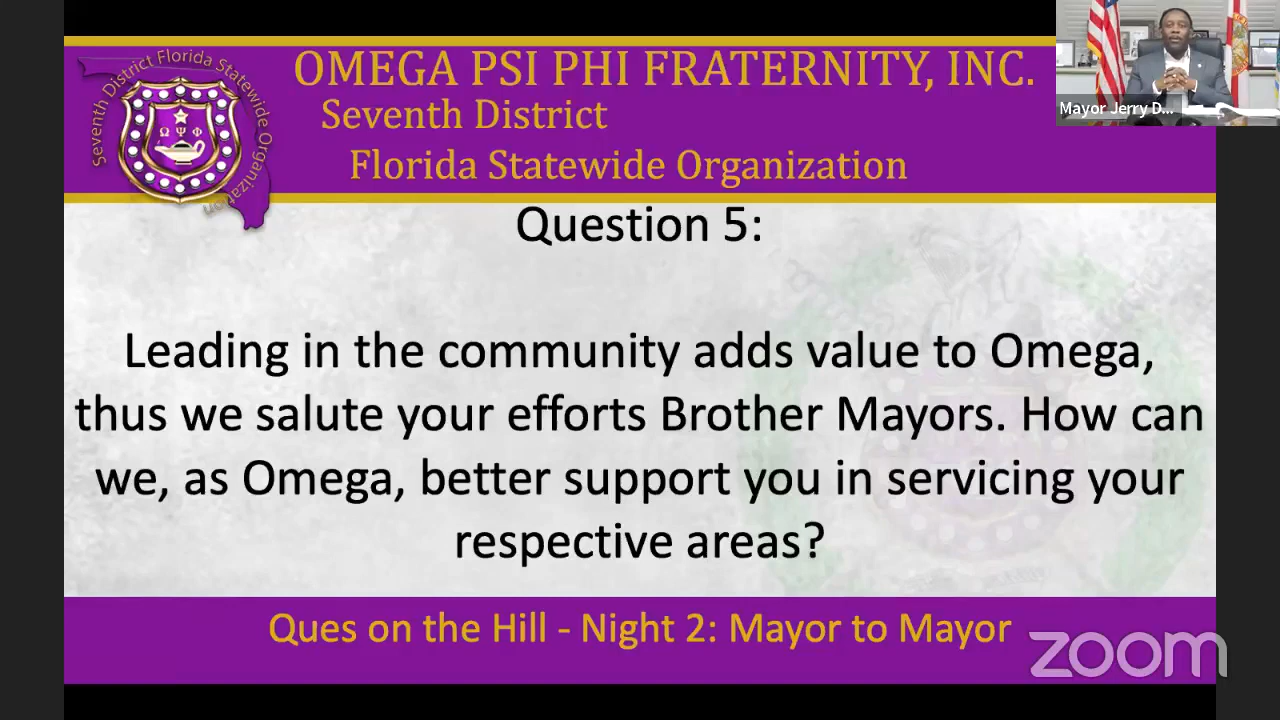 OMEGA PSI PHI FRATERNITY, INC.
Seventh District
Florida Statewide Organization
Seventh District Florida Statewide Organization
Ω Ψ Φ
Mayor Jerry D...
Question 5:
Leading in the community adds value to Omega,
thus we salute your efforts Brother Mayors. How can
we, as Omega, better support you in servicing your
respective areas?
Ques on the Hill - Night 2: Mayor to Mayor
zoom